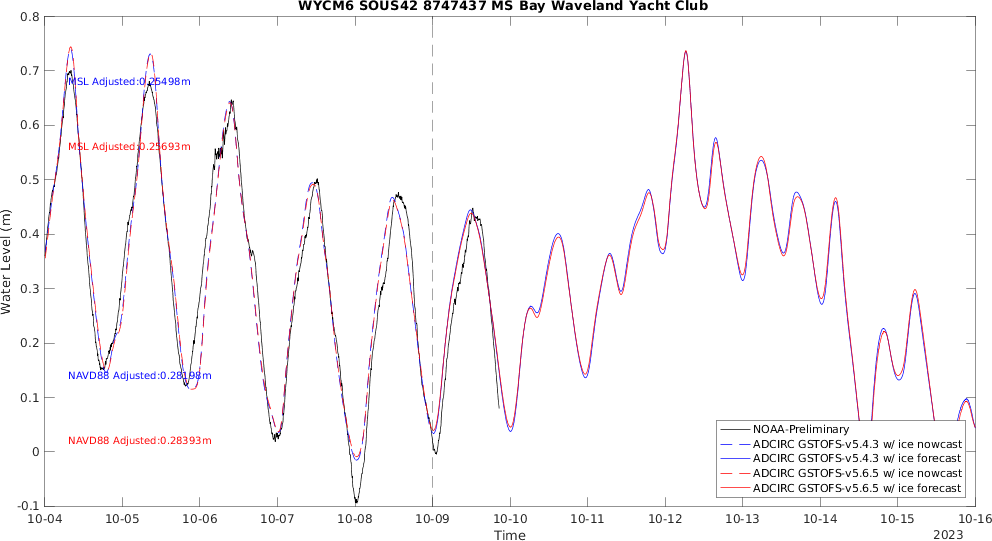 WYCM6 SOUS42 8747437 MS Bay Waveland Yacht Club
Water Level (m)
0.8
0.7
0.6
0.5
0.4
0.3
0.2
0.1
0
-0.1
MSL Adjusted:0.25498m
MSL Adjusted:0.25693m
NAVD88 Adjusted:0.28198m
NAVD88 Adjusted:0.28393m
NOAA-Preliminary
ADCIRC GSTOFS-v5.4.3 w/ ice nowcast
ADCIRC GSTOFS-v5.4.3 w/ ice forecast
ADCIRC GSTOFS-v5.6.5 w/ ice nowcast
ADCIRC GSTOFS-v5.6.5 w/ ice forecast
10-04 10-05 10-06 10-07 10-08 10-09 10-10 10-11 10-12 10-13 10-14 10-15 10-16
Time
2023